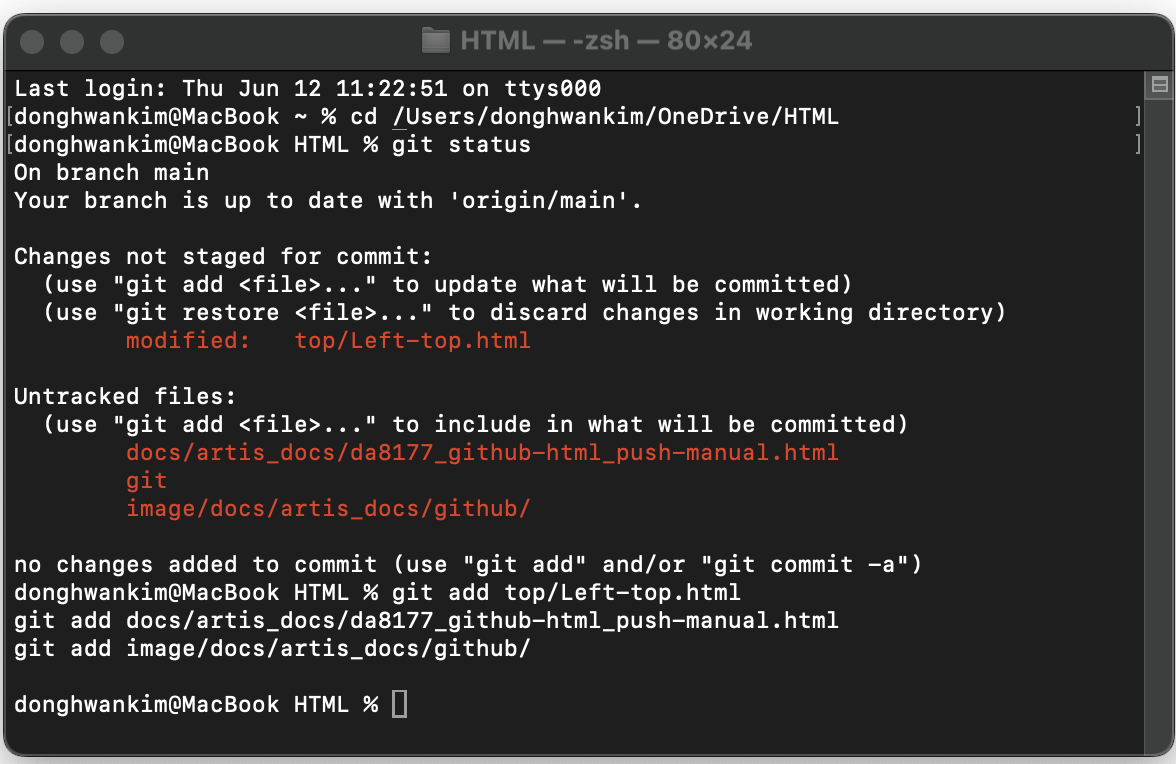 HTML — -zsh — 80×24
Last login: Thu Jun 12 11:22:51 on ttys000
[donghwankim@MacBook ~ % cd /Users/donghwankim/OneDrive/HTML ]
[donghwankim@MacBook HTML % git status ]
On branch main
Your branch is up to date with 'origin/main'.

Changes not staged for commit:
  (use "git add <file>..." to update what will be committed)
  (use "git restore <file>..." to discard changes in working directory)
        modified:   top/Left-top.html

Untracked files:
  (use "git add <file>..." to include in what will be committed)
        docs/artis_docs/da8177_github-html_push-manual.html
        git
        image/docs/artis_docs/github/

no changes added to commit (use "git add" and/or "git commit -a")
donghwankim@MacBook HTML % git add top/Left-top.html
git add docs/artis_docs/da8177_github-html_push-manual.html
git add image/docs/artis_docs/github/

donghwankim@MacBook HTML %